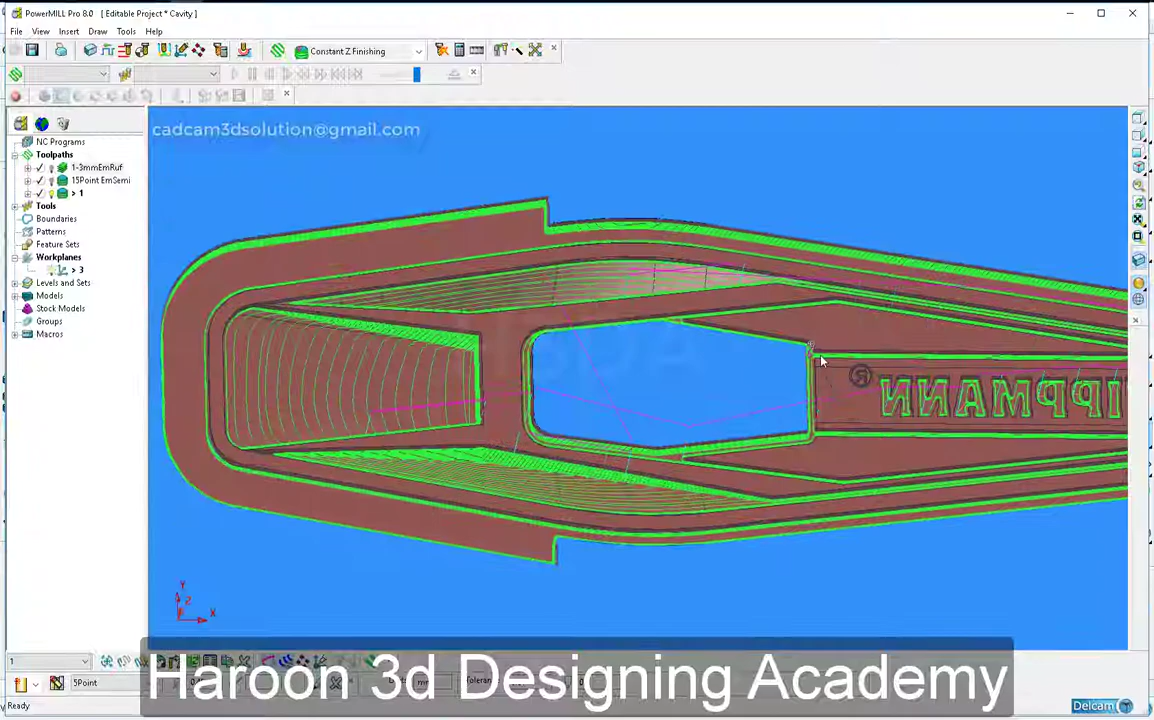 PowerMILL Pro 8.0 [ Editable Project * Cavity ]
File View Insert Draw Tools Help
Constant Z Finishing
NC Programs
Toolpaths
1-3mmEmRuf
15Point EmSemi
> 1
Tools
Boundaries
Patterns
Feature Sets
Workplanes
> 3
Levels and Sets
Models
Stock Models
Groups
Macros
cadcam3dsolution@gmail.com
®
Y
Z
X
1
5Point
Tolerance
Haroon 3d Designing Academy
Ready
Delcam